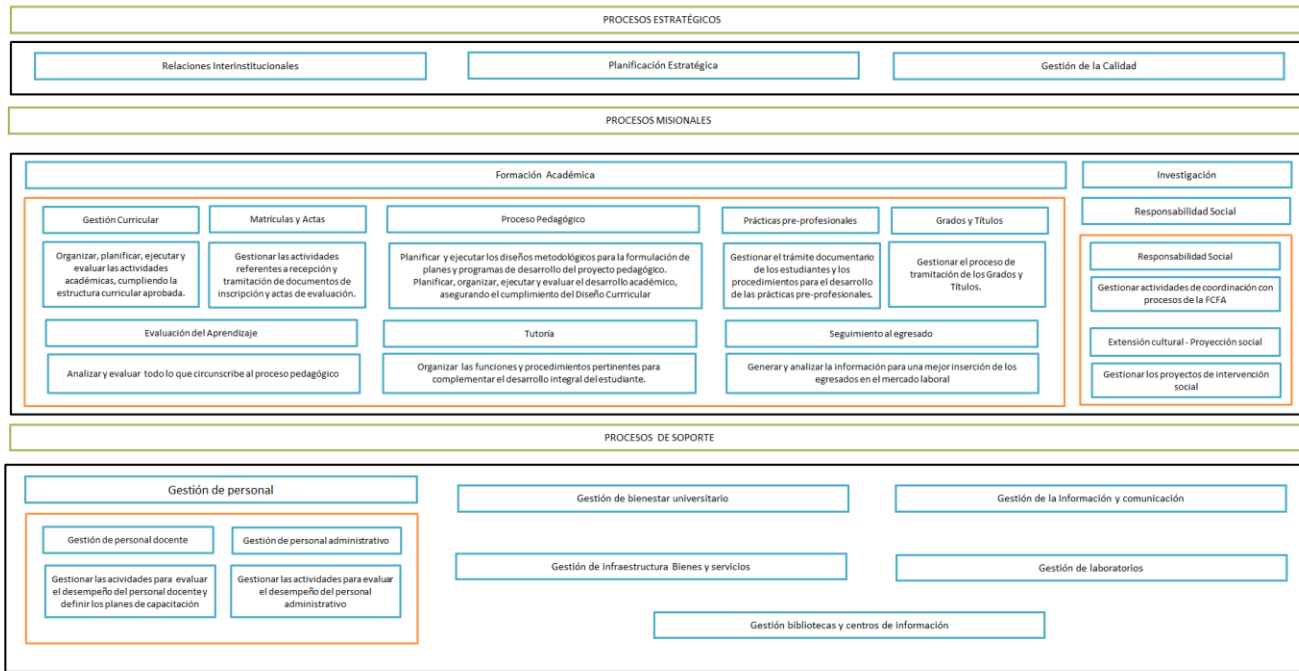 PROCESOS ESTRATÉGICOS
Relaciones Interinstitucionales
Planificación Estratégica
Gestión de la Calidad
PROCESOS MISIONALES
Formación Académica
Gestión Curricular
Organizar, planificar, ejecutar y
evaluar las actividades
académicas, cumpliendo la
estructura curricular aprobada.
Matrículas y Actas
Gestionar las actividades
referentes a recepción y
tramitación de documentos de
inscripción y actas de evaluación.
Proceso Pedagógico
Planificar y ejecutar los diseños metodológicos para la formulación de
planes y programas de desarrollo del proyecto pedagógico.
Planificar, organizar, ejecutar y evaluar el desarrollo académico,
asegurando el cumplimiento del Diseño Currricular
Prácticas pre-profesionales
Gestionar el trámite documentario
de los estudiantes y los
procedimientos para el desarrollo
de las prácticas pre-profesionales.
Grados y Títulos
Gestionar el proceso de
tramitación de los Grados y
Títulos.
Evaluación del Aprendizaje
Analizar y evaluar todo lo que circunscribe al proceso pedagógico
Tutoría
Organizar las funciones y procedimientos pertinentes para
complementar el desarrollo integral del estudiante.
Seguimiento al egresado
Generar y analizar la información para una mejor inserción de los
egresados en el mercado laboral
Investigación
Responsabilidad Social
Responsabilidad Social
Gestionar actividades de coordinación con
procesos de la FCFA
Extensión cultural - Proyección social
Gestionar los proyectos de intervención
social
PROCESOS DE SOPORTE
Gestión de personal
Gestión de personal docente
Gestionar las acividades para evaluar
el desempeño del personal docente y
definir los planes de capacitación
Gestión de personal administrativo
Gestionar las actividades para evaluar
el desempeño del personal
administrativo
Gestión de bienestar universitario
Gestión de la Información y comunicación
Gestión de infraestructura Bienes y servicios
Gestión de laboratorios
Gestión bibliotecas y centros de información